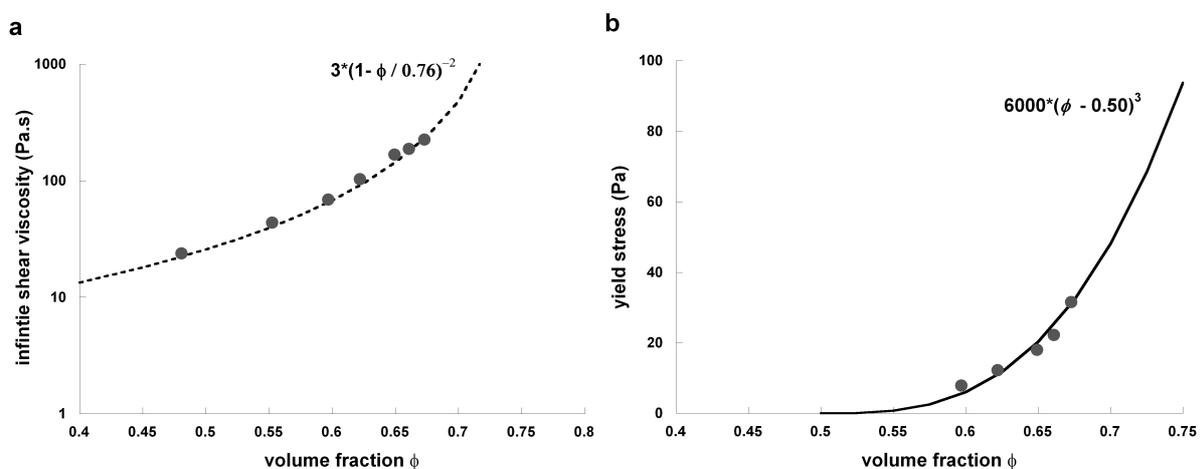 a
3*(1- ϕ / 0.76)⁻²
infintie shear viscosity (Pa.s)
1000
100
10
1
0.4 0.45 0.5 0.55 0.6 0.65 0.7 0.75 0.8
volume fraction ϕ
b
6000*(ϕ - 0.50)³
yield stress (Pa)
100
80
60
40
20
0
0.4 0.45 0.5 0.55 0.6 0.65 0.7 0.75
volume fraction ϕ